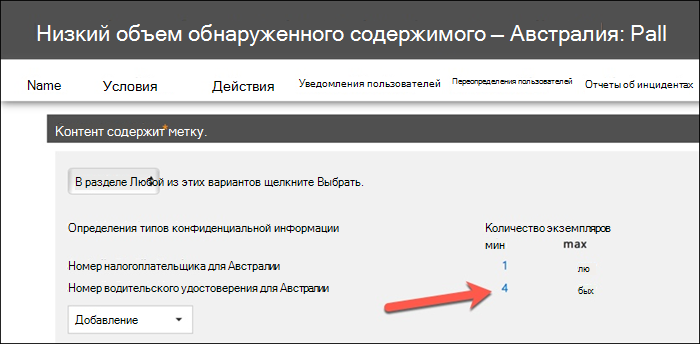 Низкий объем обнаруженного содержимого – Австралия: Pall
Name Условия Действия Уведомления пользователей Переопределения пользователей Отчеты об инцидентах
Контент содержит метку.
В разделе Любой из этих вариантов щелкните Выбрать.
Определения типов конфиденциальной информации Количество экземпляров
мин max
Номер налогоплательщика для Австралии 1 лю
Номер водительского удостоверения для Австралии 4 бых
Добавление